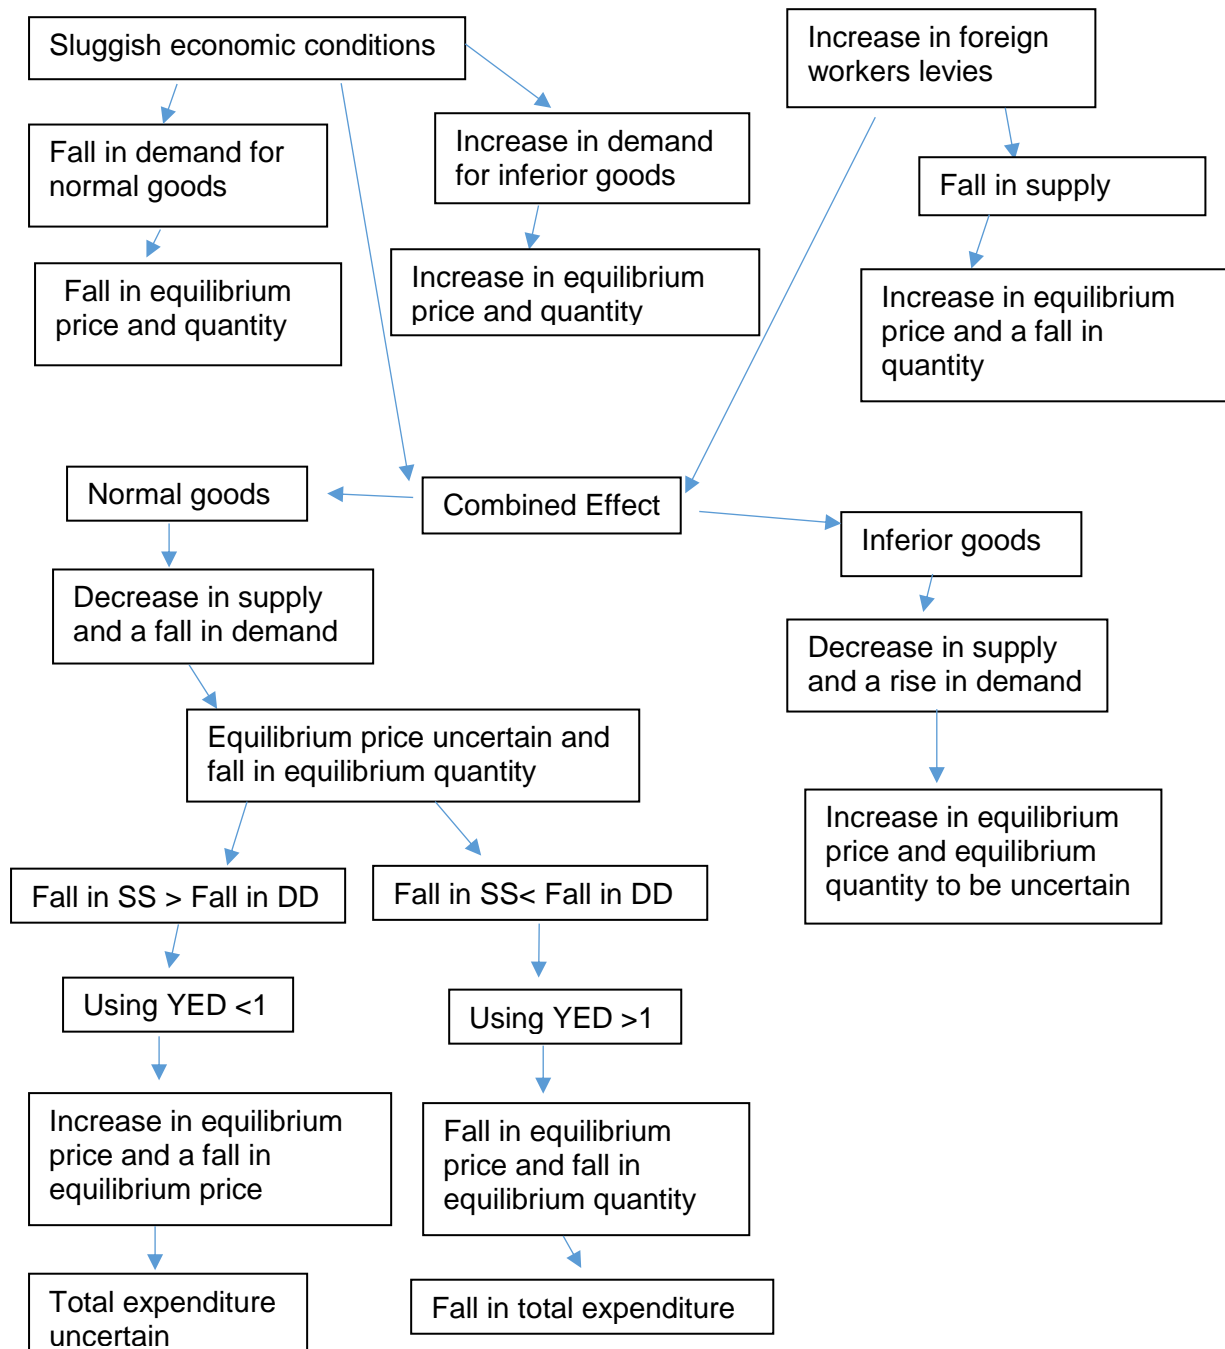 Sluggish economic conditions
Increase in foreign
workers levies
Fall in demand for
normal goods
Increase in demand
for inferior goods
Fall in supply
Fall in equilibrium
price and quantity
Increase in equilibrium
price and quantity
Increase in equilibrium
price and a fall in
quantity
Normal goods
Combined Effect
Inferior goods
Decrease in supply
and a fall in demand
Decrease in supply
and a rise in demand
Equilibrium price uncertain and
fall in equilibrium quantity
Increase in equilibrium
price and equilibrium
quantity to be uncertain
Fall in SS > Fall in DD
Fall in SS< Fall in DD
Using YED <1
Using YED >1
Increase in equilibrium
price and a fall in
equilibrium price
Fall in equilibrium
price and fall in
equilibrium quantity
Total expenditure
uncertain
Fall in total expenditure